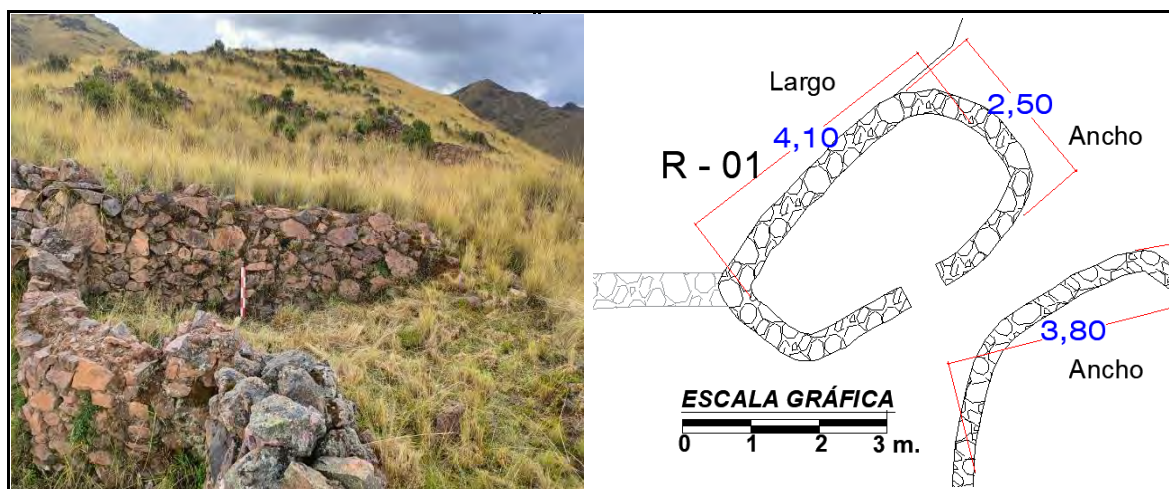 Largo
2,50
4,10
Ancho
R - 01
3,80
Ancho
ESCALA GRÁFICA
0 1 2 3 m.